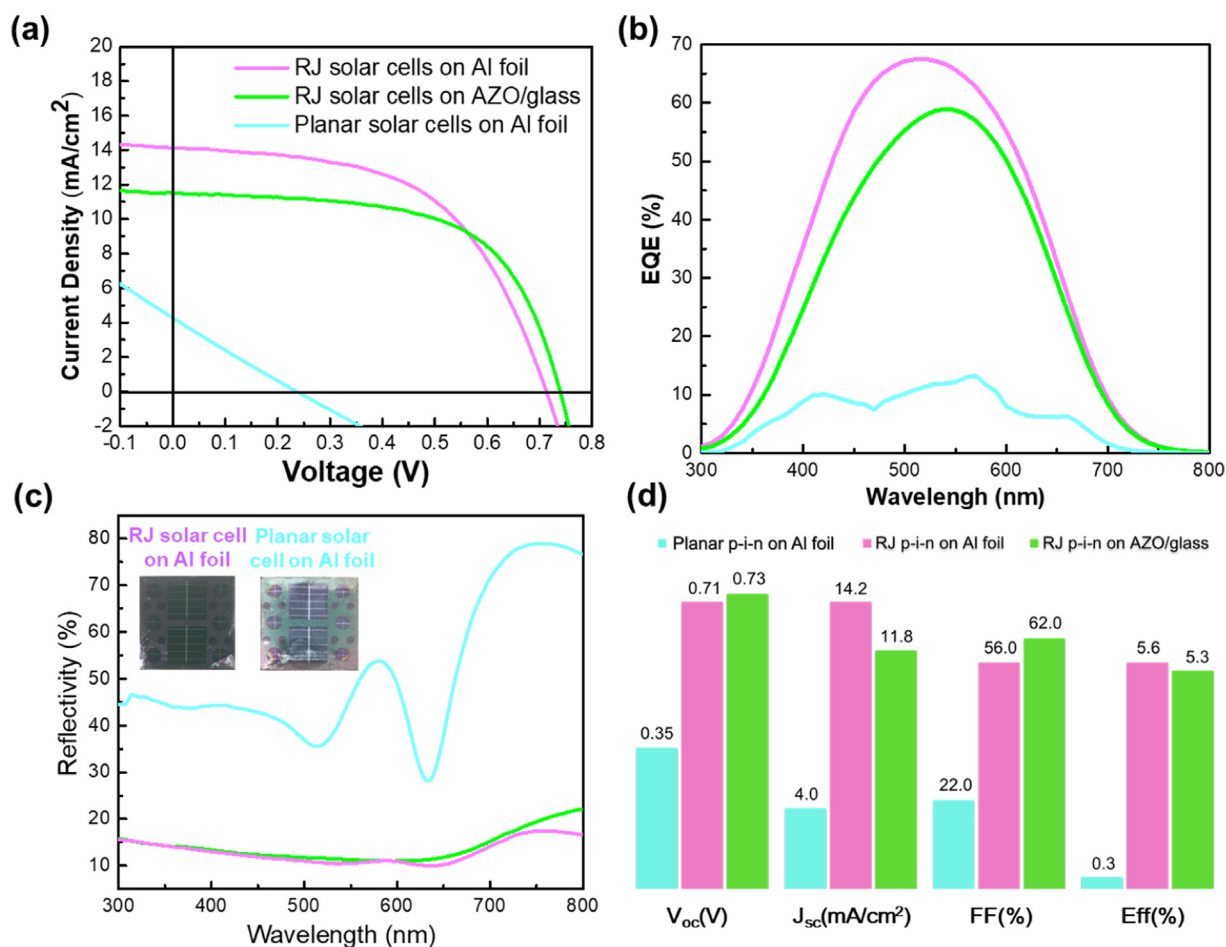 (a)
20
18
16
14
12
10
8
6
4
2
0
-2
-0.1 0.0 0.1 0.2 0.3 0.4 0.5 0.6 0.7 0.8
Current Density (mA/cm²)
Voltage (V)
RJ solar cells on Al foil
RJ solar cells on AZO/glass
Planar solar cells on Al foil
(b)
70
60
50
40
30
20
10
0
300 400 500 600 700 800
EQE (%)
Wavelengh (nm)
(c)
80
70
60
50
40
30
20
10
300 400 500 600 700 800
Reflectivity (%)
Wavelength (nm)
RJ solar cell
on Al foil
Planar solar
cell on Al foil
(d)
Planar p-i-n on Al foil RJ p-i-n on Al foil RJ p-i-n on AZO/glass
0.35 0.71 0.73
4.0 14.2 11.8
22.0 56.0 62.0
0.3 5.6 5.3
Voc(V) Jsc(mA/cm²) FF(%) Eff(%)